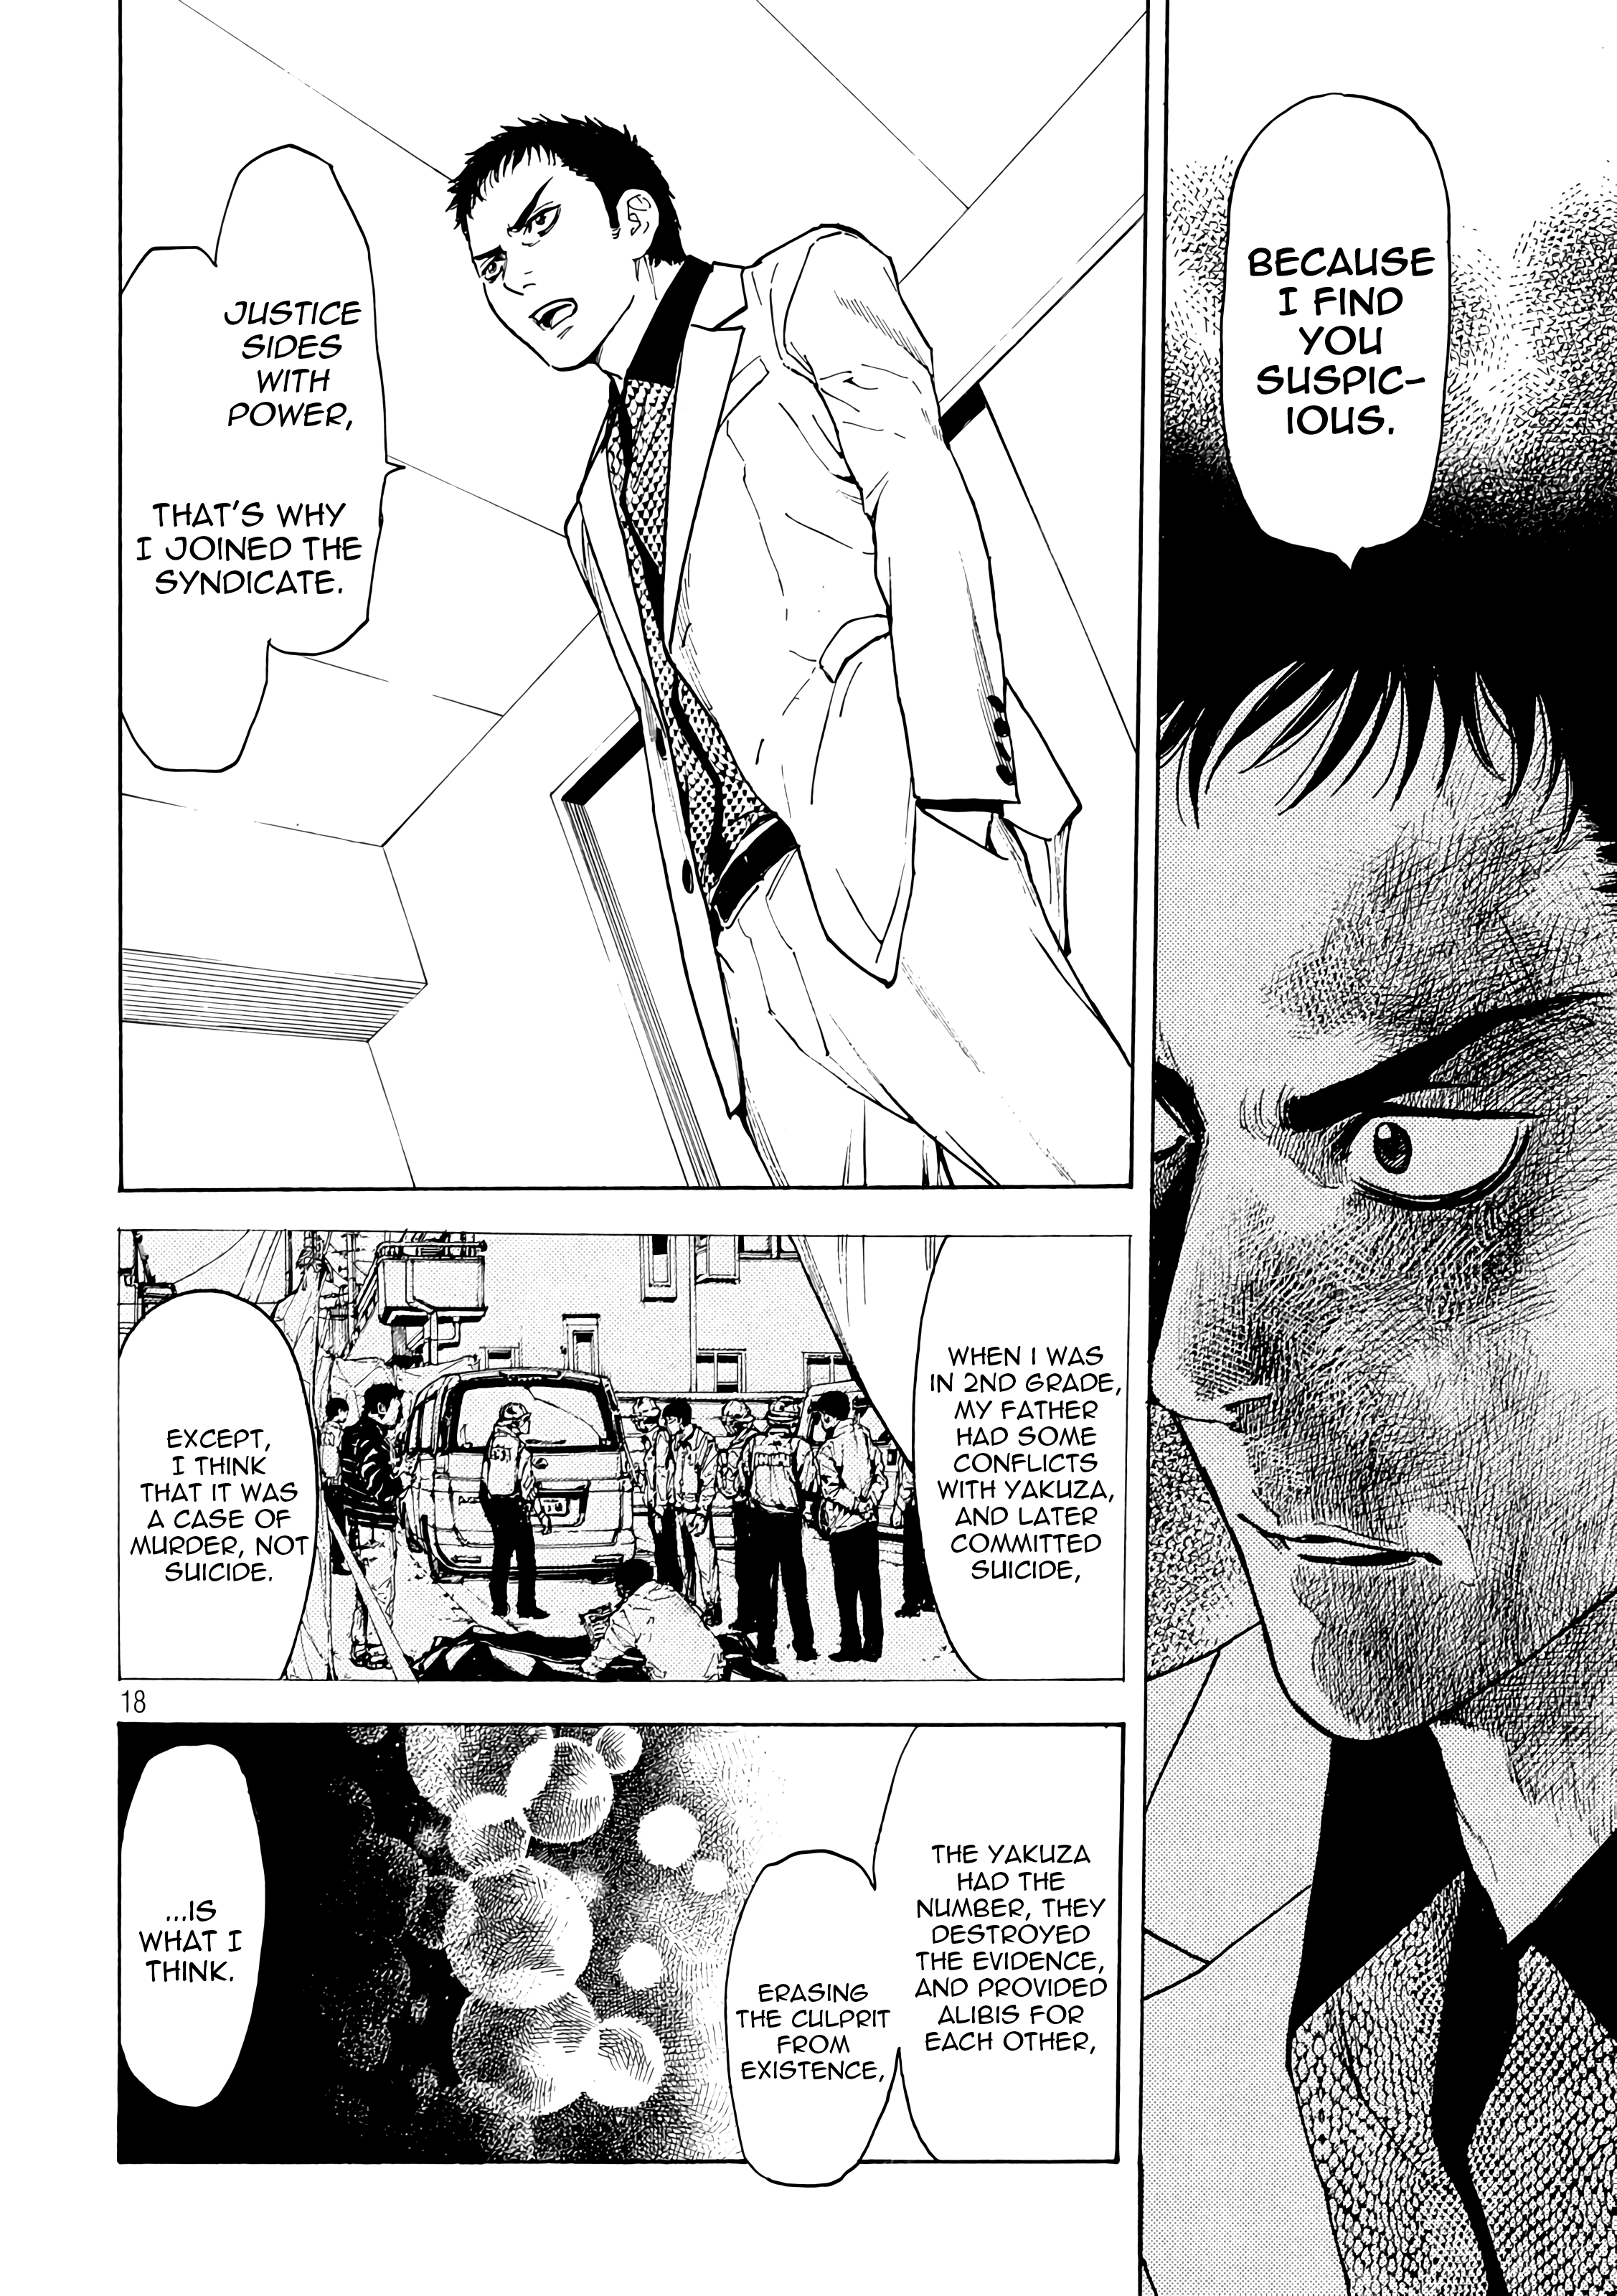 BECAUSE
I FIND
YOU
SUSPIC-
IOUS.
JUSTICE
SIDES
WITH
POWER,
THAT'S WHY
I JOINED THE
SYNDICATE.
WHEN I WAS
IN 2ND GRADE,
MY FATHER
HAD SOME
CONFLICTS
WITH YAKUZA,
AND LATER
COMMITTED
SUICIDE,
EXCEPT,
I THINK
THAT IT WAS
A CASE OF
MURDER, NOT
SUICIDE.
18
THE YAKUZA
HAD THE
NUMBER, THEY
DESTROYED
THE EVIDENCE,
AND PROVIDED
ALIBIS FOR
EACH OTHER,
ERASING
THE CULPRIT
FROM
EXISTENCE,
...IS
WHAT I
THINK.